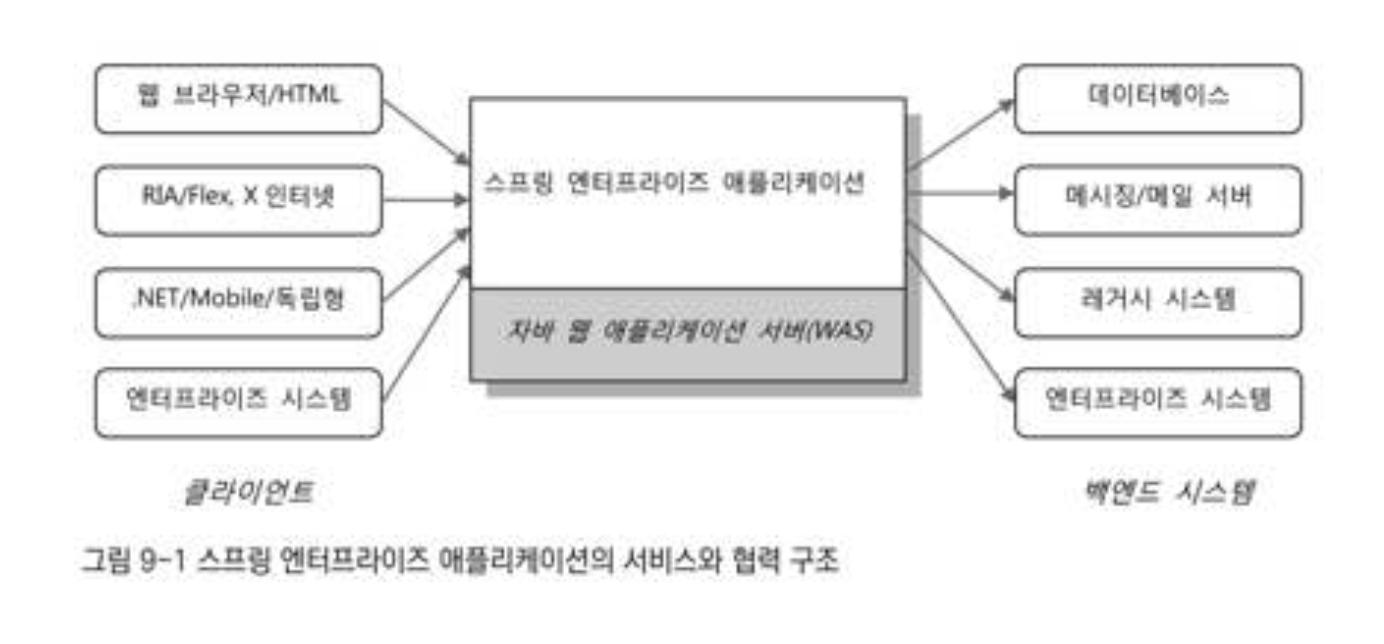 웹 브라우저/HTML
RIA/Flex, X 인터넷
.NET/Mobile/독립형
엔터프라이즈 시스템
클라이언트
스프링 엔터프라이즈 애플리케이션
자바 웹 애플리케이션 서버(WAS)
데이터베이스
메시징/메일 서버
레거시 시스템
엔터프라이즈 시스템
백엔드 시스템
그림 9-1 스프링 엔터프라이즈 애플리케이션의 서비스와 협력 구조